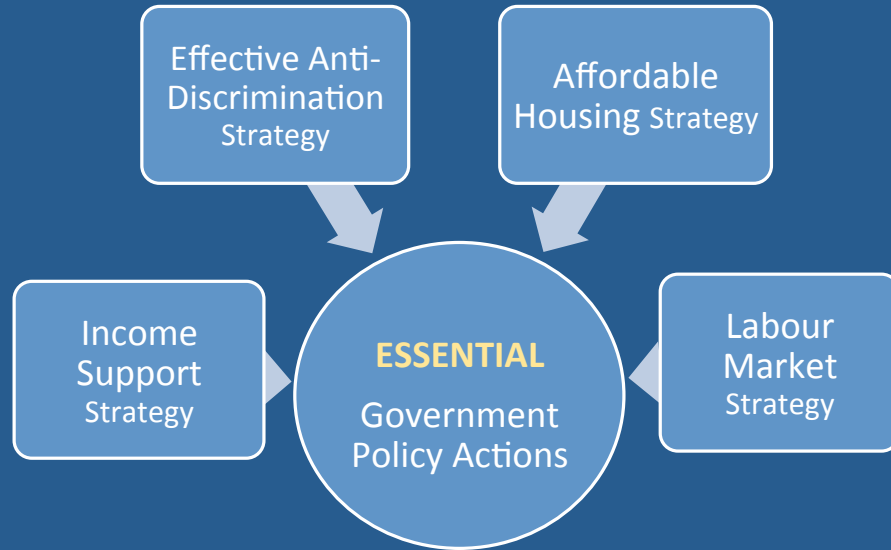 Effective Anti-
Discrimination
Strategy
Affordable
Housing Strategy
Income
Support
Strategy
ESSENTIAL
Government
Policy Actions
Labour
Market
Strategy